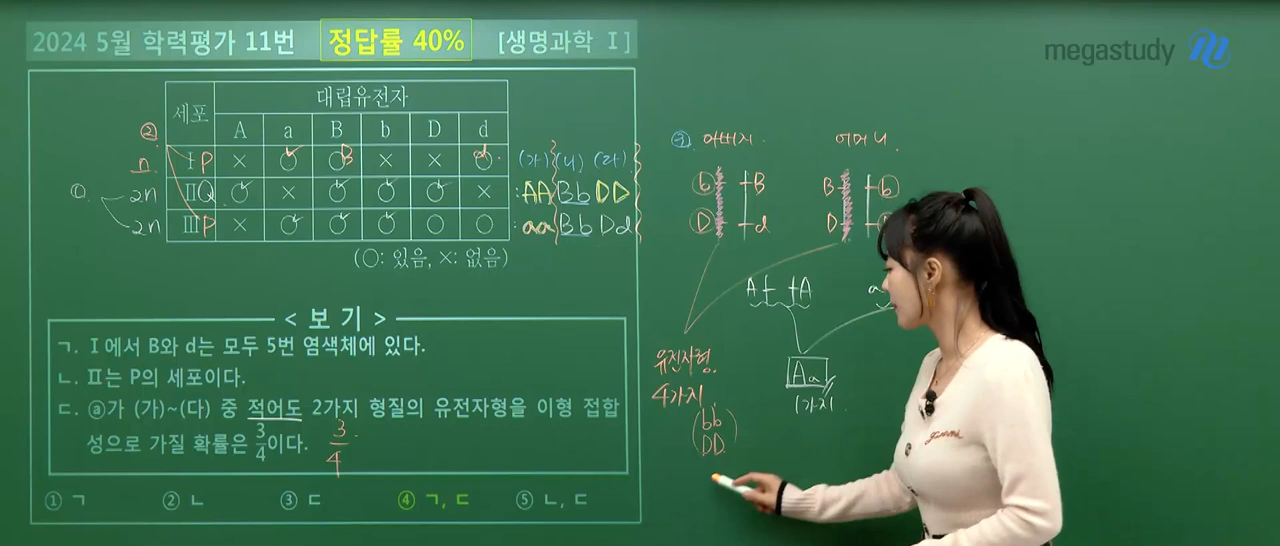 2024 5월 학력평가 11번 정답률 40% [생명과학 Ⅰ]
megastudy
세포 대립유전자
A a B b D d
② n Ⅰ P × ○ ○ B × × ○ d (가) (나) (다)
① 2n Ⅱ Q ○ × ○ ○ ○ × : AA Bb DD
2n Ⅲ P × ○ ○ ○ ○ ○ : aa Bb Dd
(○: 있음, ×: 없음)
< 보 기 >
ㄱ. Ⅰ에서 B와 d는 모두 5번 염색체에 있다.
ㄴ. Ⅱ는 P의 세포이다.
ㄷ. ⓐ가 (가)~(다) 중 적어도 2가지 형질의 유전자형을 이형 접합
성으로 가질 확률은 3/4이다. 3/4
① ㄱ ② ㄴ ③ ㄷ ④ ㄱ, ㄷ ⑤ ㄴ, ㄷ
아버지 어머니
b B B b
D d D
A A a
Aa
1가지
유전자형
4가지
bb
DD